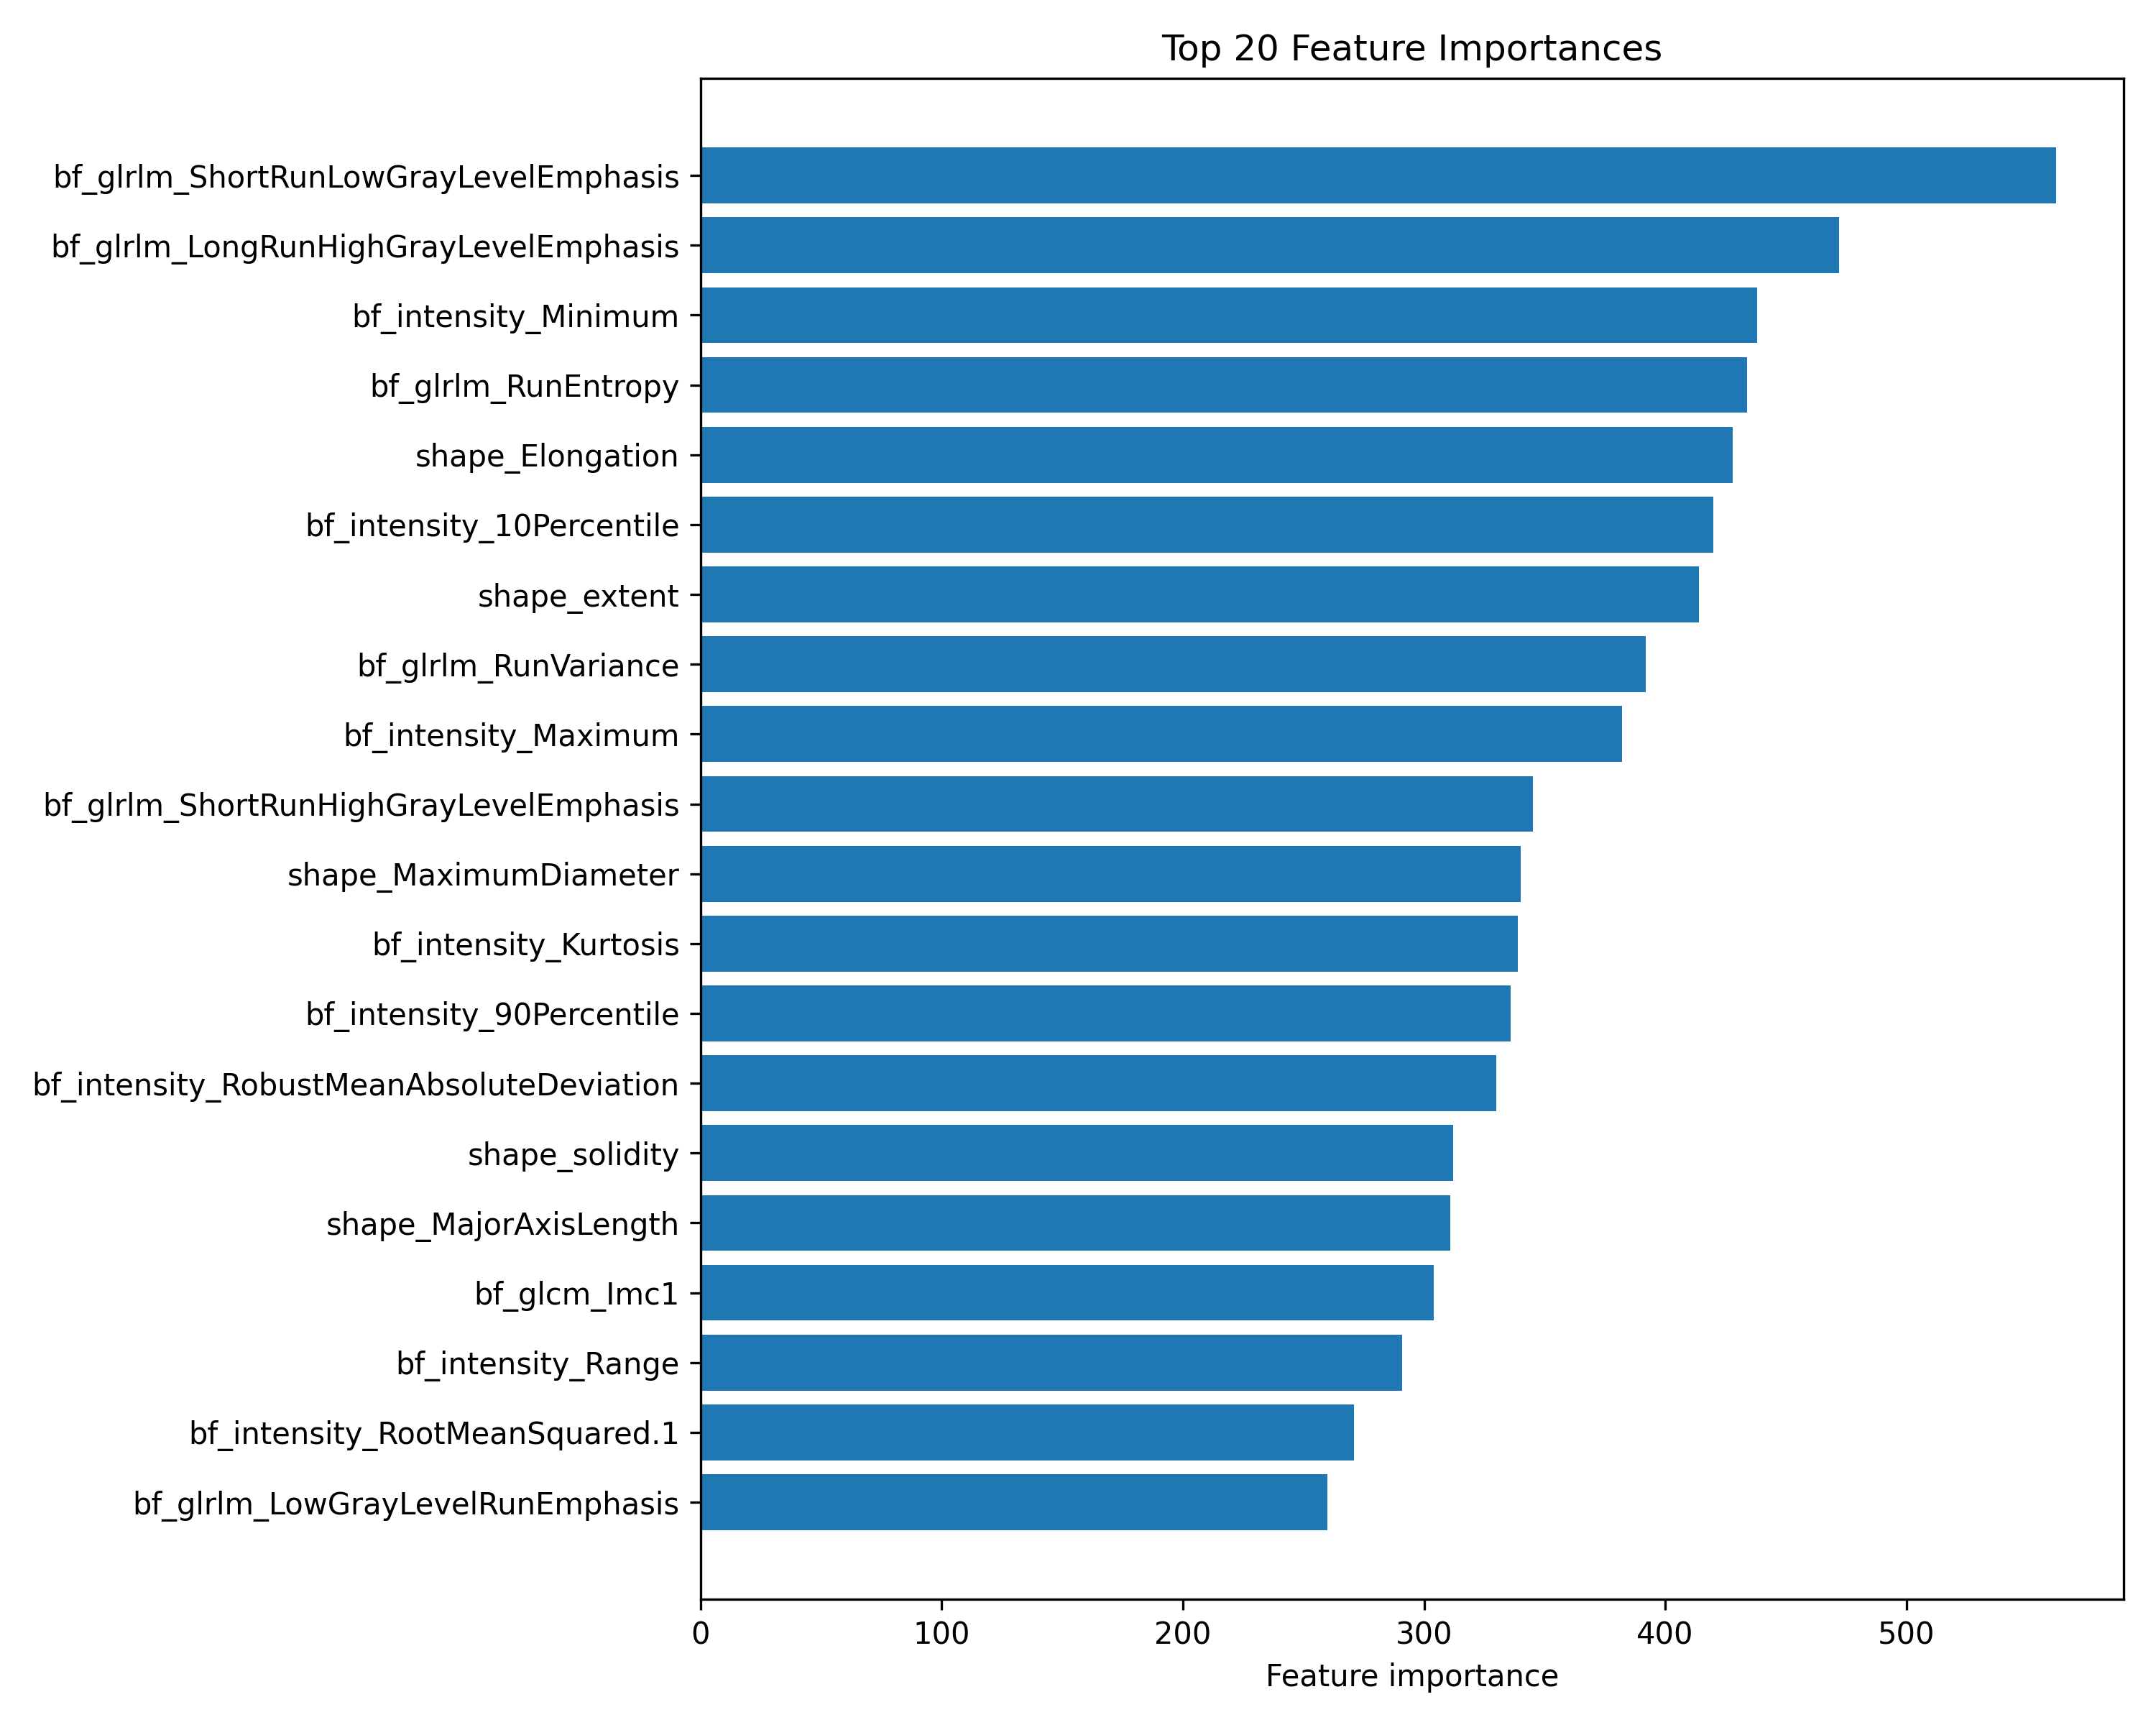 Top 20 Feature Importances
bf_glrlm_ShortRunLowGrayLevelEmphasis
bf_glrlm_LongRunHighGrayLevelEmphasis
bf_intensity_Minimum
bf_glrlm_RunEntropy
shape_Elongation
bf_intensity_10Percentile
shape_extent
bf_glrlm_RunVariance
bf_intensity_Maximum
bf_glrlm_ShortRunHighGrayLevelEmphasis
shape_MaximumDiameter
bf_intensity_Kurtosis
bf_intensity_90Percentile
bf_intensity_RobustMeanAbsoluteDeviation
shape_solidity
shape_MajorAxisLength
bf_glcm_Imc1
bf_intensity_Range
bf_intensity_RootMeanSquared.1
bf_glrlm_LowGrayLevelRunEmphasis
0 100 200 300 400 500
Feature importance